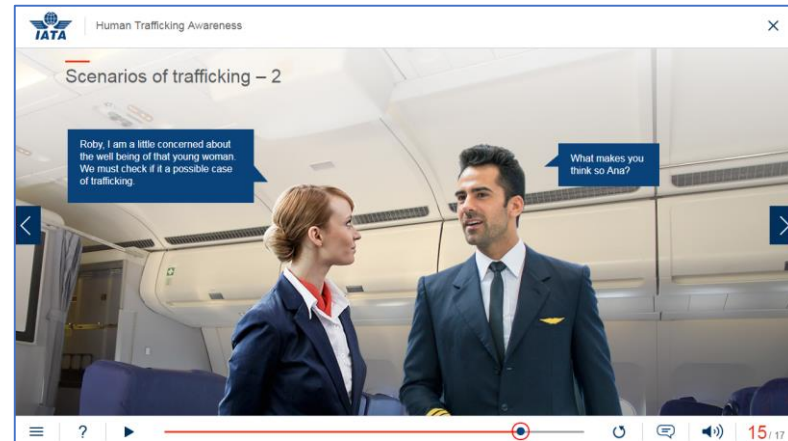 IATA
Human Trafficking Awareness
Scenarios of trafficking – 2
Roby, I am a little concerned about
the well being of that young woman.
We must check if it a possible case
of trafficking.
What makes you
think so Ana?
?
15/ 17